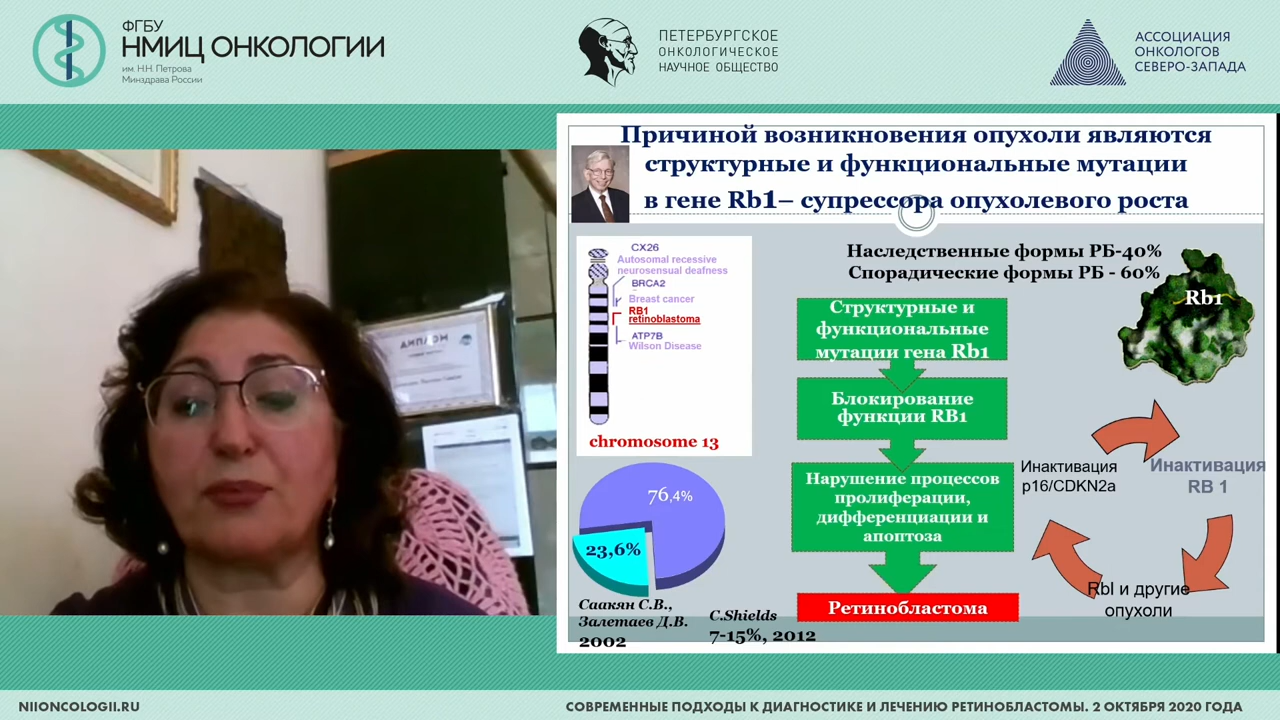 ФГБУ
НМИЦ ОНКОЛОГИИ
им. Н.Н. Петрова
Минздрава России
ПЕТЕРБУРГСКОЕ
ОНКОЛОГИЧЕСКОЕ
НАУЧНОЕ ОБЩЕСТВО
АССОЦИАЦИЯ
ОНКОЛОГОВ
СЕВЕРО-ЗАПАДА
ДИПЛОМ
Причиной возникновения опухоли являются
структурные и функциональные мутации
в гене Rb1– супрессора опухолевого роста
CX26
Autosomal recessive
neurosensual deafness
BRCA2
Breast cancer
RB1
retinoblastoma
ATP7B
Wilson Disease
chromosome 13
76,4%
23,6%
Саакян С.В.,
Залетаев Д.В.
2002
C.Shields
7-15%, 2012
Наследственные формы РБ-40%
Спорадические формы РБ - 60%
Rb1
Структурные и
функциональные
мутации гена Rb1
Блокирование
функции RB1
Нарушение процессов
пролиферации,
дифференциации и
апоптоза
Ретинобластома
Инактивация
p16/CDKN2a
Инактивация
RB 1
RbI и другие
опухоли
NIIONCOLOGII.RU
СОВРЕМЕННЫЕ ПОДХОДЫ К ДИАГНОСТИКЕ И ЛЕЧЕНИЮ РЕТИНОБЛАСТОМЫ. 2 ОКТЯБРЯ 2020 ГОДА